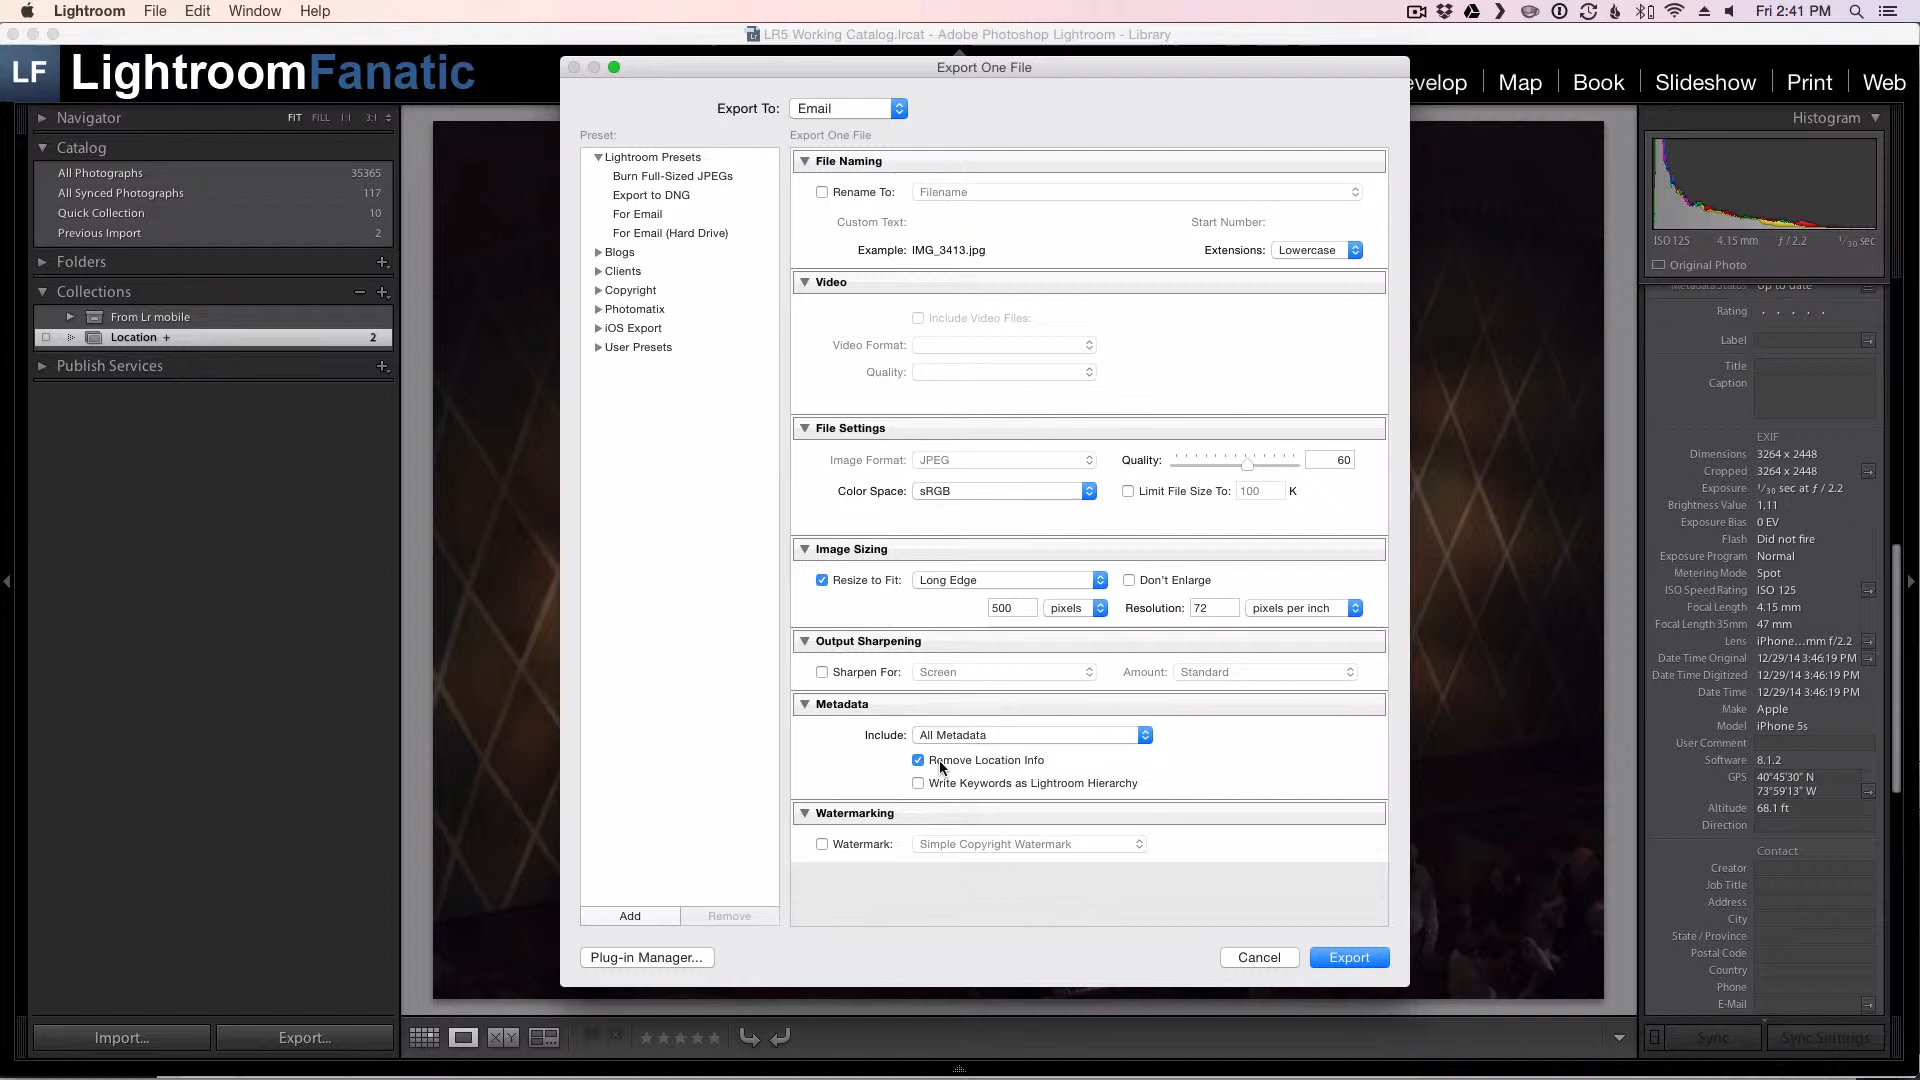 Lightroom File Edit Window Help Fri 2:41 PM
LR5 Working Catalog.lrcat - Adobe Photoshop Lightroom - Library
LF LightroomFanatic
evelop | Map | Book | Slideshow | Print | Web
Navigator FIT FILL 1:1 3:1
Catalog
All Photographs 35365
All Synced Photographs 117
Quick Collection 10
Previous Import 2
Folders
Collections
From Lr mobile
Location + 2
Publish Services
Import...
Export...
Export One File
Export To: Email
Preset:
Lightroom Presets
Burn Full-Sized JPEGs
Export to DNG
For Email
For Email (Hard Drive)
Blogs
Clients
Copyright
Photomatix
iOS Export
User Presets
Add Remove
Plug-in Manager...
Export One File
File Naming
Rename To: Filename
Custom Text: Start Number:
Example: IMG_3413.jpg Extensions: Lowercase
Video
Include Video Files:
Video Format:
Quality:
File Settings
Image Format: JPEG Quality: 60
Color Space: sRGB Limit File Size To: 100 K
Image Sizing
Resize to Fit: Long Edge Don't Enlarge
500 pixels Resolution: 72 pixels per inch
Output Sharpening
Sharpen For: Screen Amount: Standard
Metadata
Include: All Metadata
Remove Location Info
Write Keywords as Lightroom Hierarchy
Watermarking
Watermark: Simple Copyright Watermark
Cancel Export
XY
Histogram
ISO 125 4.15 mm ƒ / 2.2 1/30 sec
Original Photo
Metadata Status Up to date
Rating . . . . .
Label
Title
Caption
EXIF
Dimensions 3264 x 2448
Cropped 3264 x 2448
Exposure 1/30 sec at ƒ / 2.2
Brightness Value 1.11
Exposure Bias 0 EV
Flash Did not fire
Exposure Program Normal
Metering Mode Spot
ISO Speed Rating ISO 125
Focal Length 4.15 mm
Focal Length 35mm 47 mm
Lens iPhone…mm f/2.2
Date Time Original 12/29/14 3:46:19 PM
Date Time Digitized 12/29/14 3:46:19 PM
Date Time 12/29/14 3:46:19 PM
Make Apple
Model iPhone 5s
User Comment
Software 8.1.2
GPS 40°45'30" N
73°59'13" W
Altitude 68.1 ft
Direction
Contact
Creator
Job Title
Address
City
State / Province
Postal Code
Country
Phone
E-Mail
Sync Sync Settings